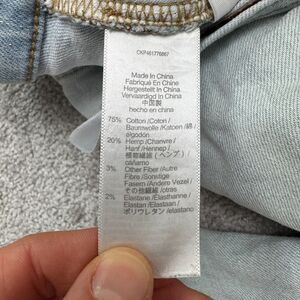 CKP461776867
Made In China
Fabriqué En Chine
Hergestellt In China
Vervaardigd In China
中国製
hecho en China
75% Cotton /Coton /
Baumwolle /Katoen /綿 /
algodón
20% Hemp /Chanvre /
Hanf /Hennep /
植物繊維 (ヘンプ) /
cáñamo
3% Other Fiber /Autre
Fibre /Sonstige
Fasern /Andere Vezel /
その他繊維 /otras
2% Elastane /Élasthanne /
Elastan /Elastaan /
ポリウレタン /elastano